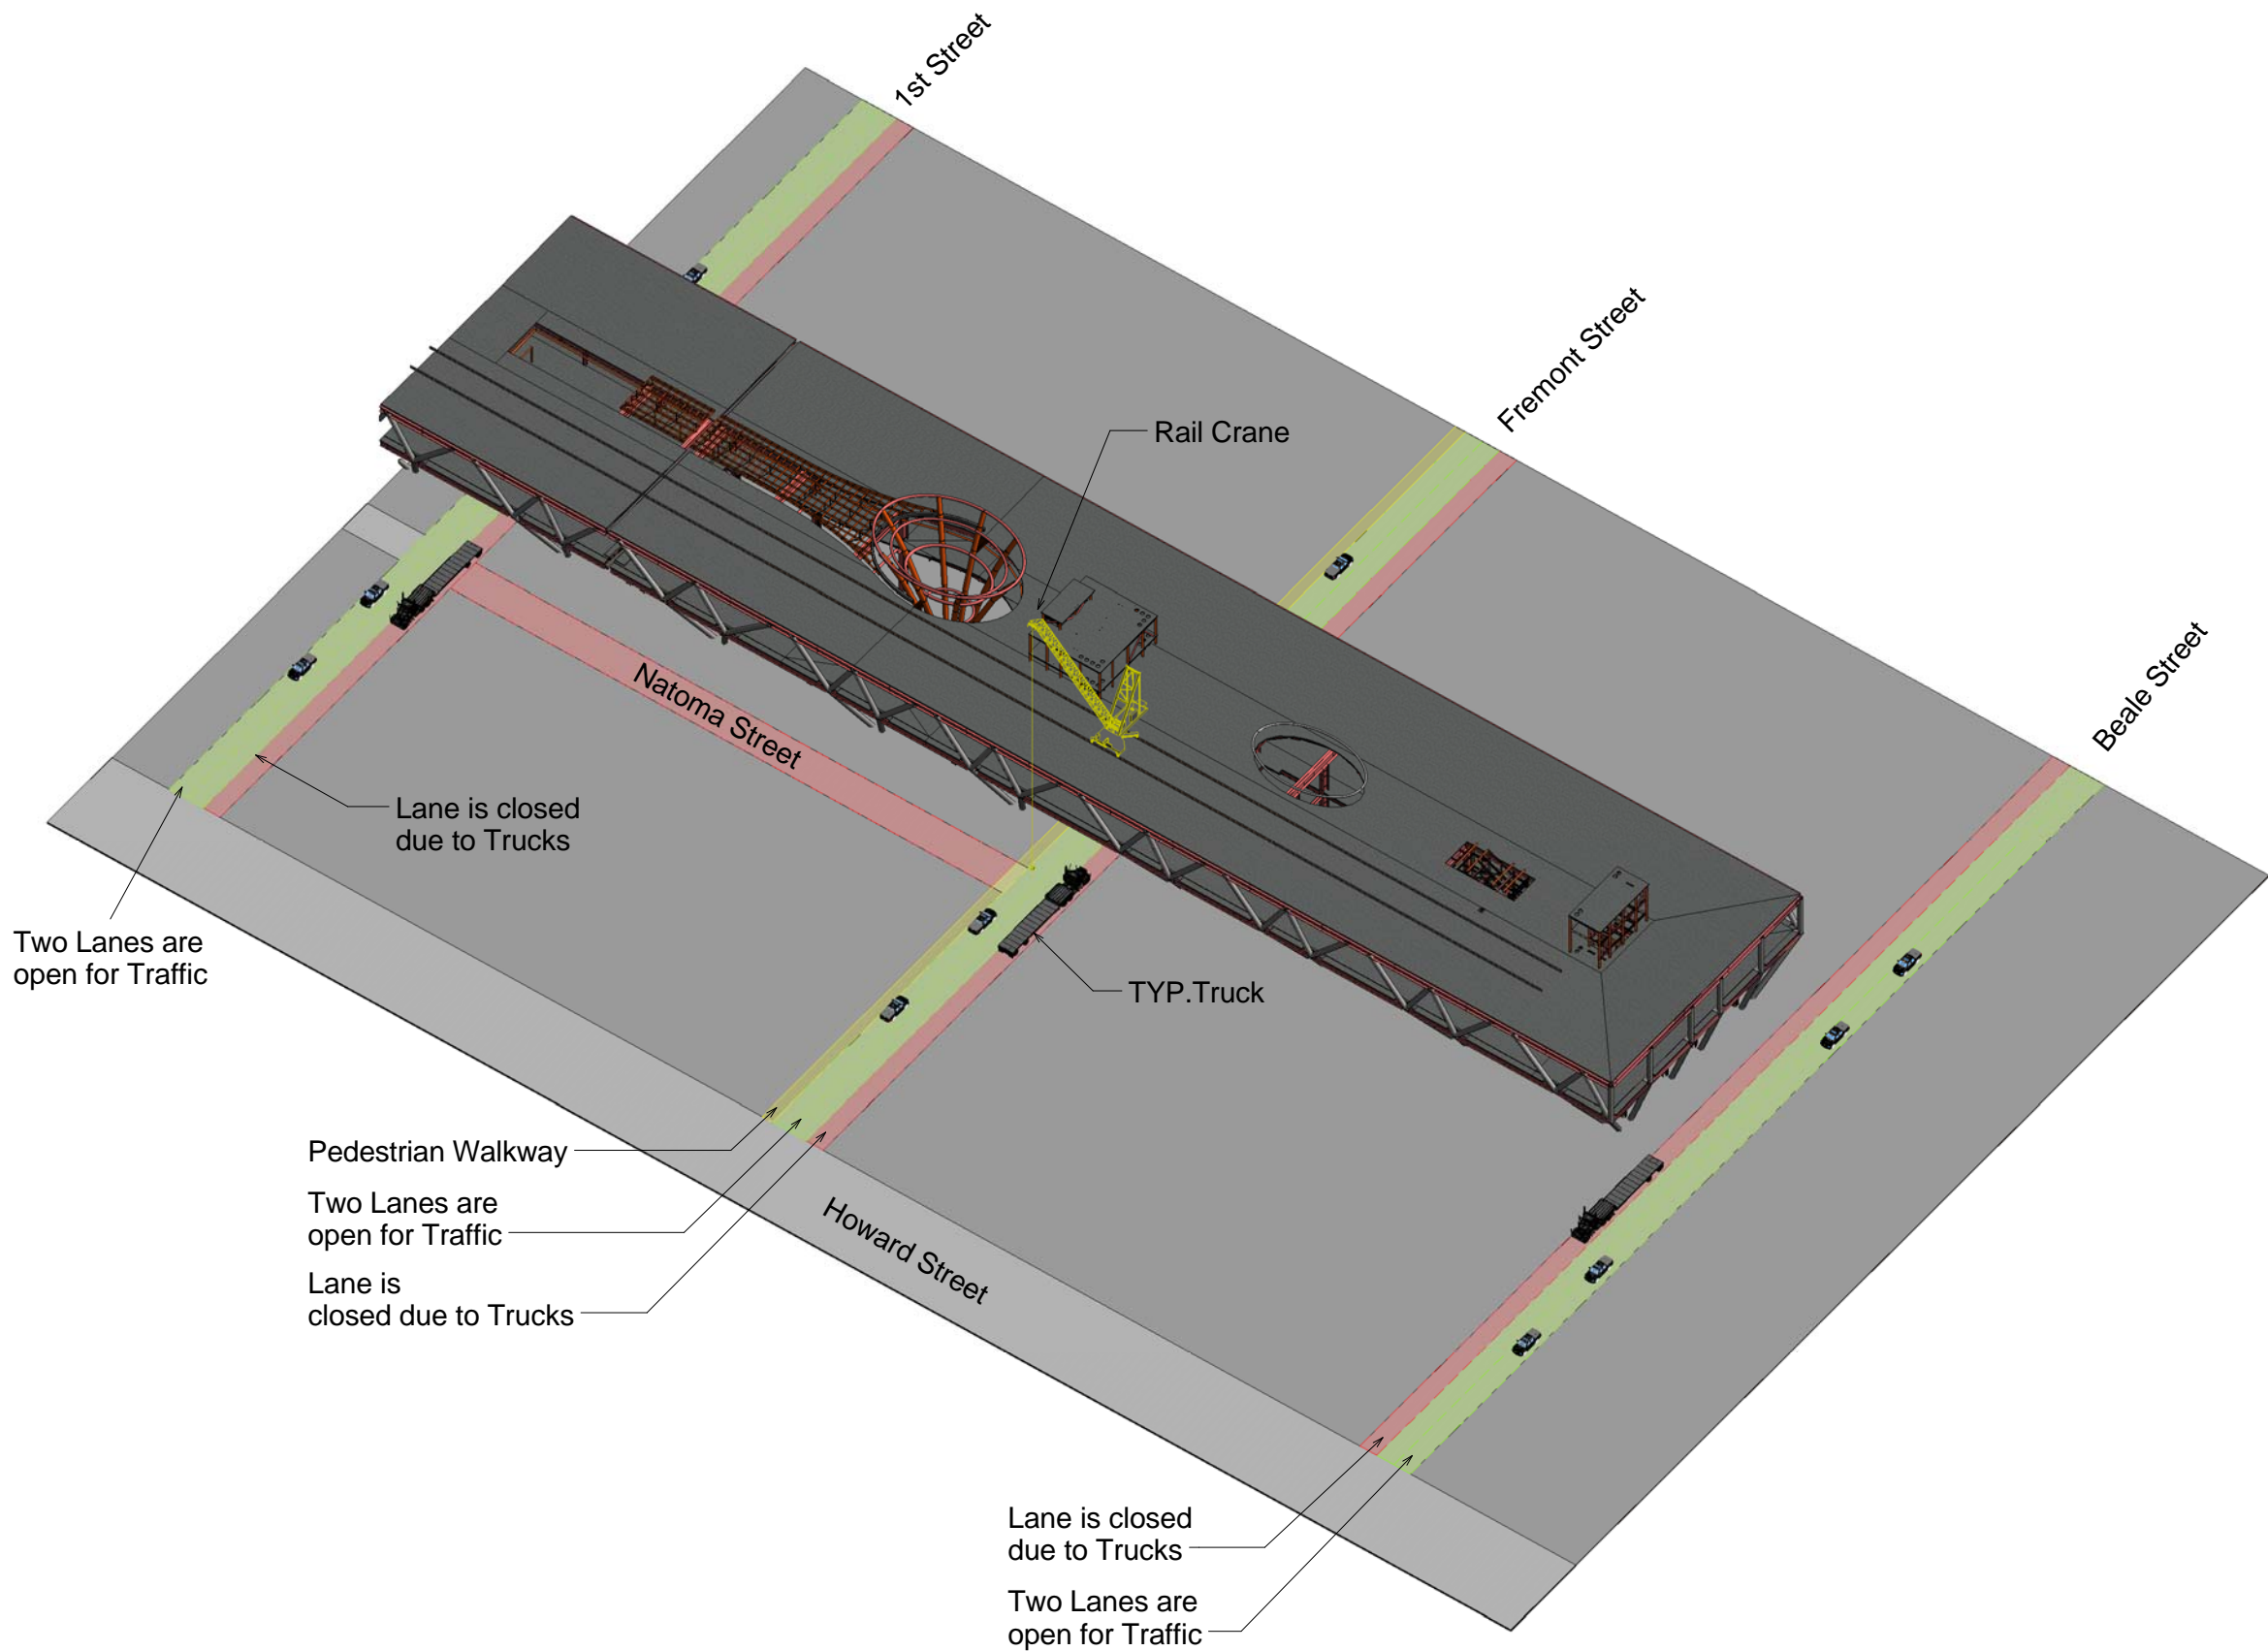 1st Street
Fremont Street
Rail Crane
Beale Street
Natoma Street
Lane is closed
due to Trucks
Two Lanes are
open for Traffic
TYP.Truck
Pedestrian Walkway
Two Lanes are
open for Traffic
Howard Street
Lane is
closed due to Trucks
Lane is closed
due to Trucks
Two Lanes are
open for Traffic